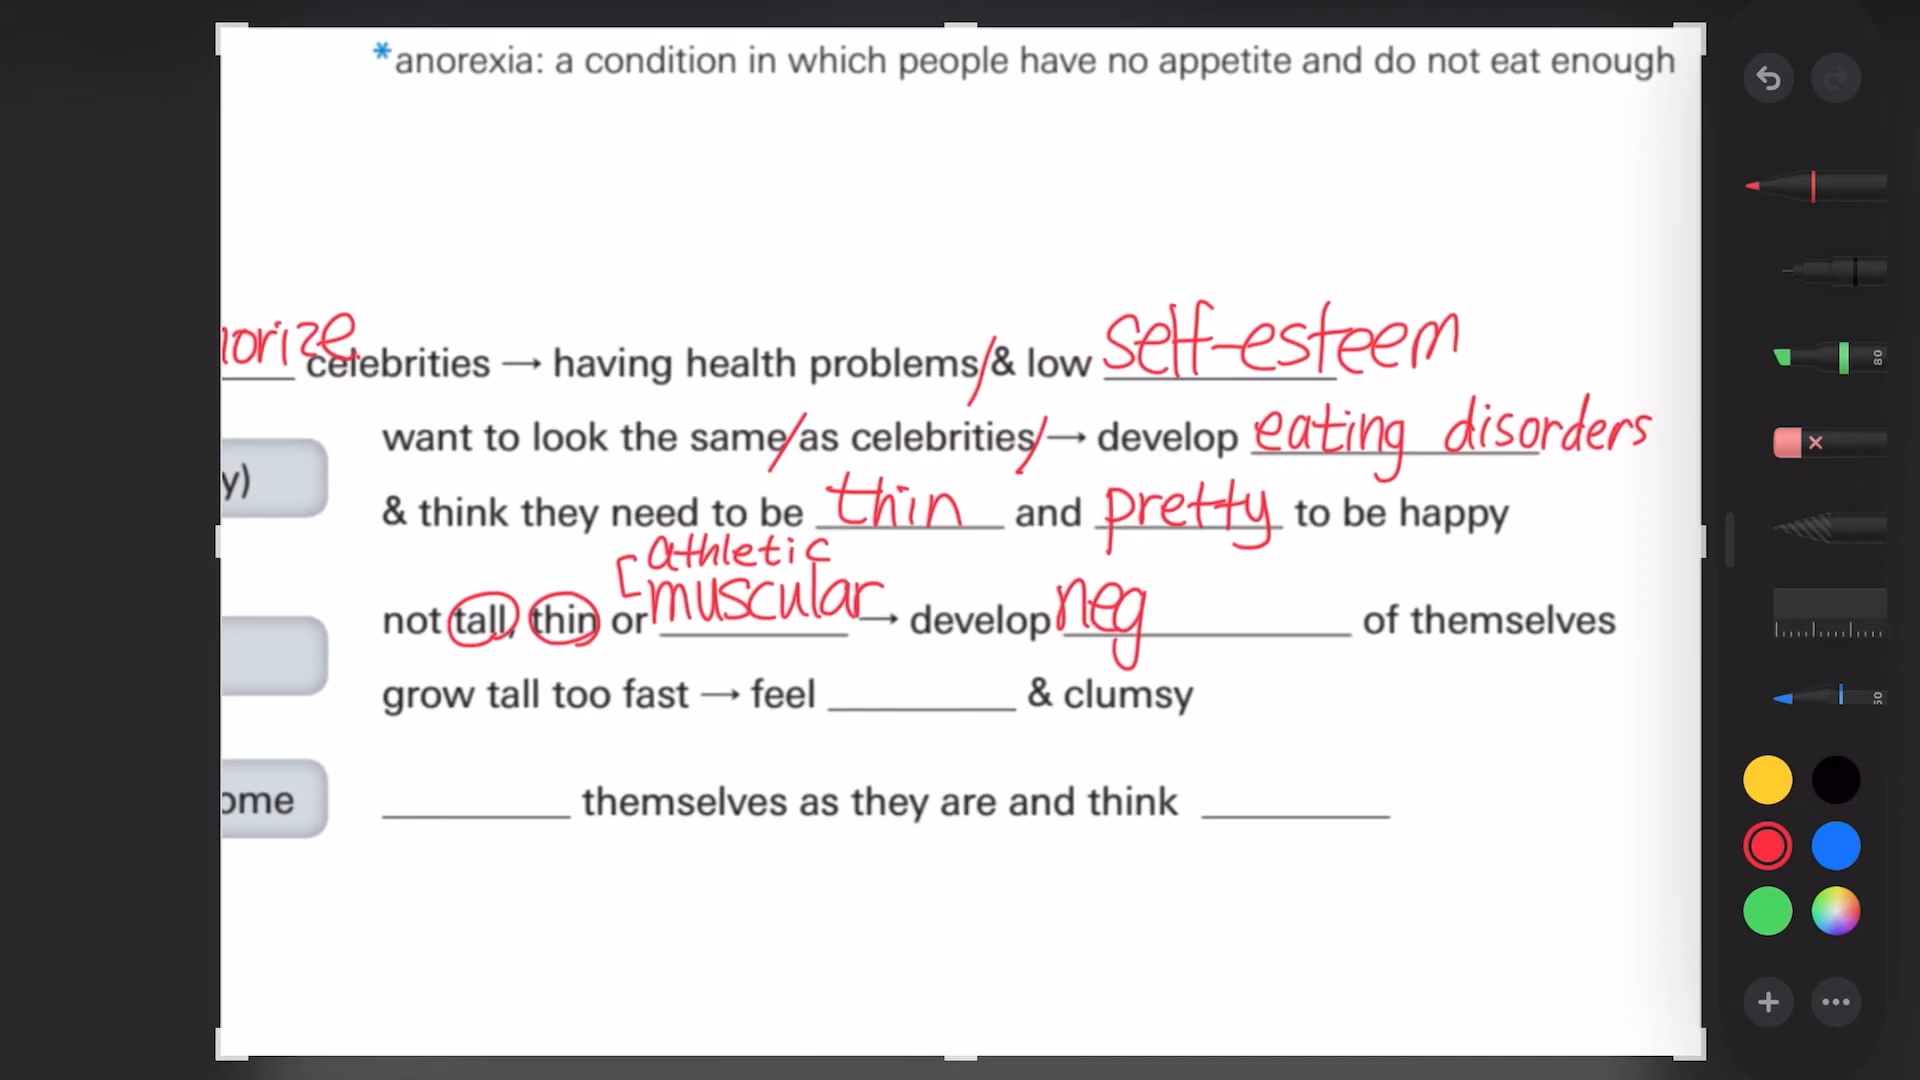 *anorexia: a condition in which people have no appetite and do not eat enough
orize celebrities → having health problems / & low self-esteem
want to look the same / as celebrities / → develop eating disorders
y)
& think they need to be thin and pretty to be happy
athletic
not tall, thin or muscular → develop neg of themselves
grow tall too fast → feel & clumsy
ome themselves as they are and think
80
50